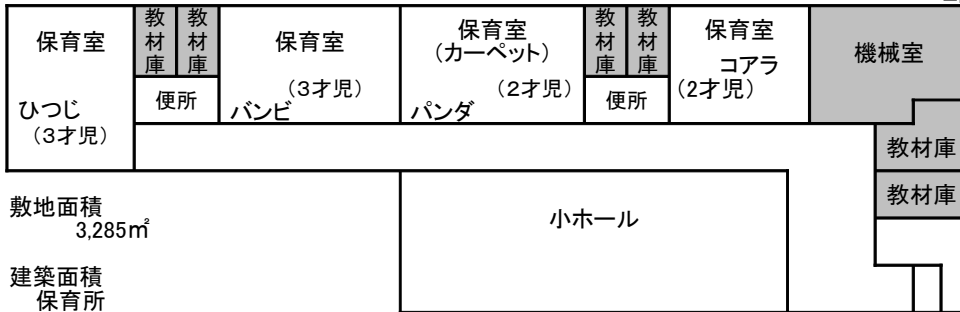 保育室
ひつじ
(3才児)
教材庫
教材庫
便所
保育室
(3才児)
バンビ
保育室
(カーペット)
(2才児)
パンダ
教材庫
教材庫
便所
保育室
コアラ
(2才児)
機械室
教材庫
教材庫
小ホール
敷地面積
3,285㎡
建築面積
保育所